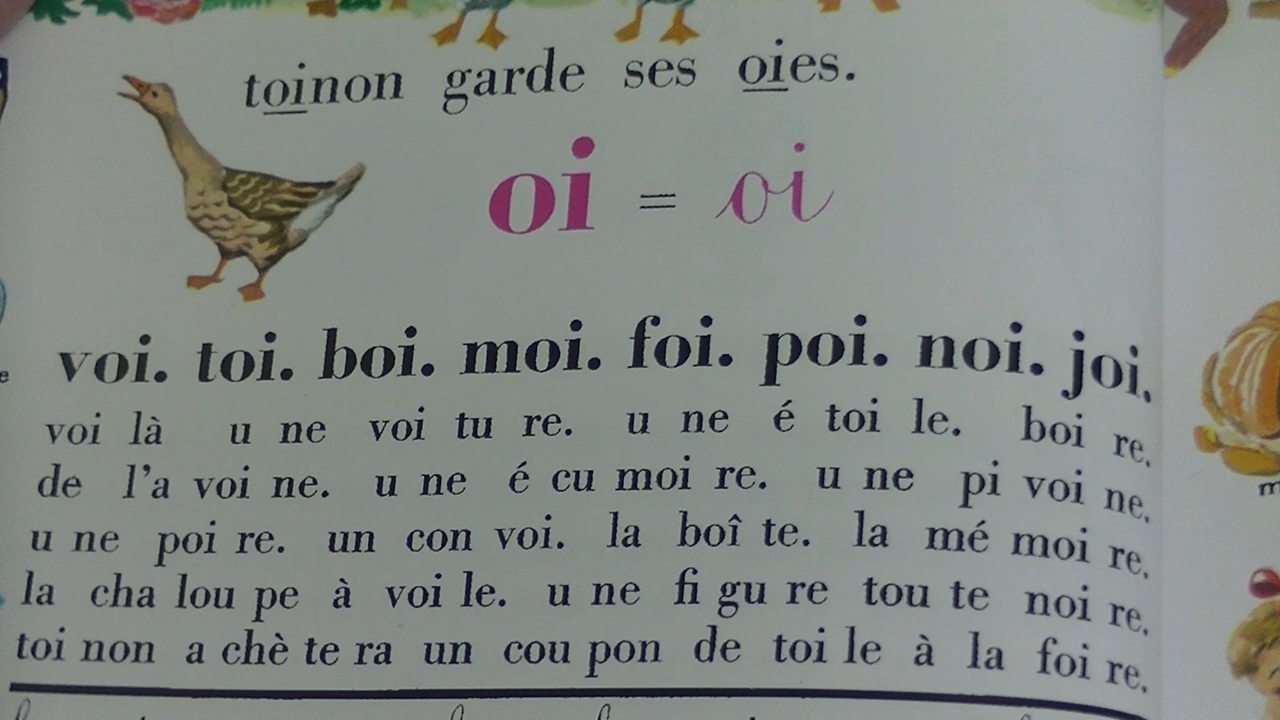 toinon garde ses oies.
oi = oi
voi. toi. boi. moi. foi. poi. noi. joi.
voi là u ne voi tu re. u ne é toi le. boi re.
de l'a voi ne. u ne é cu moi re. u ne pi voi ne.
u ne poi re. un con voi. la boî te. la mé moi re.
la cha lou pe à voi le. u ne fi gu re tou te noi re.
toi non a chè te ra un cou pon de toi le à la foi re.